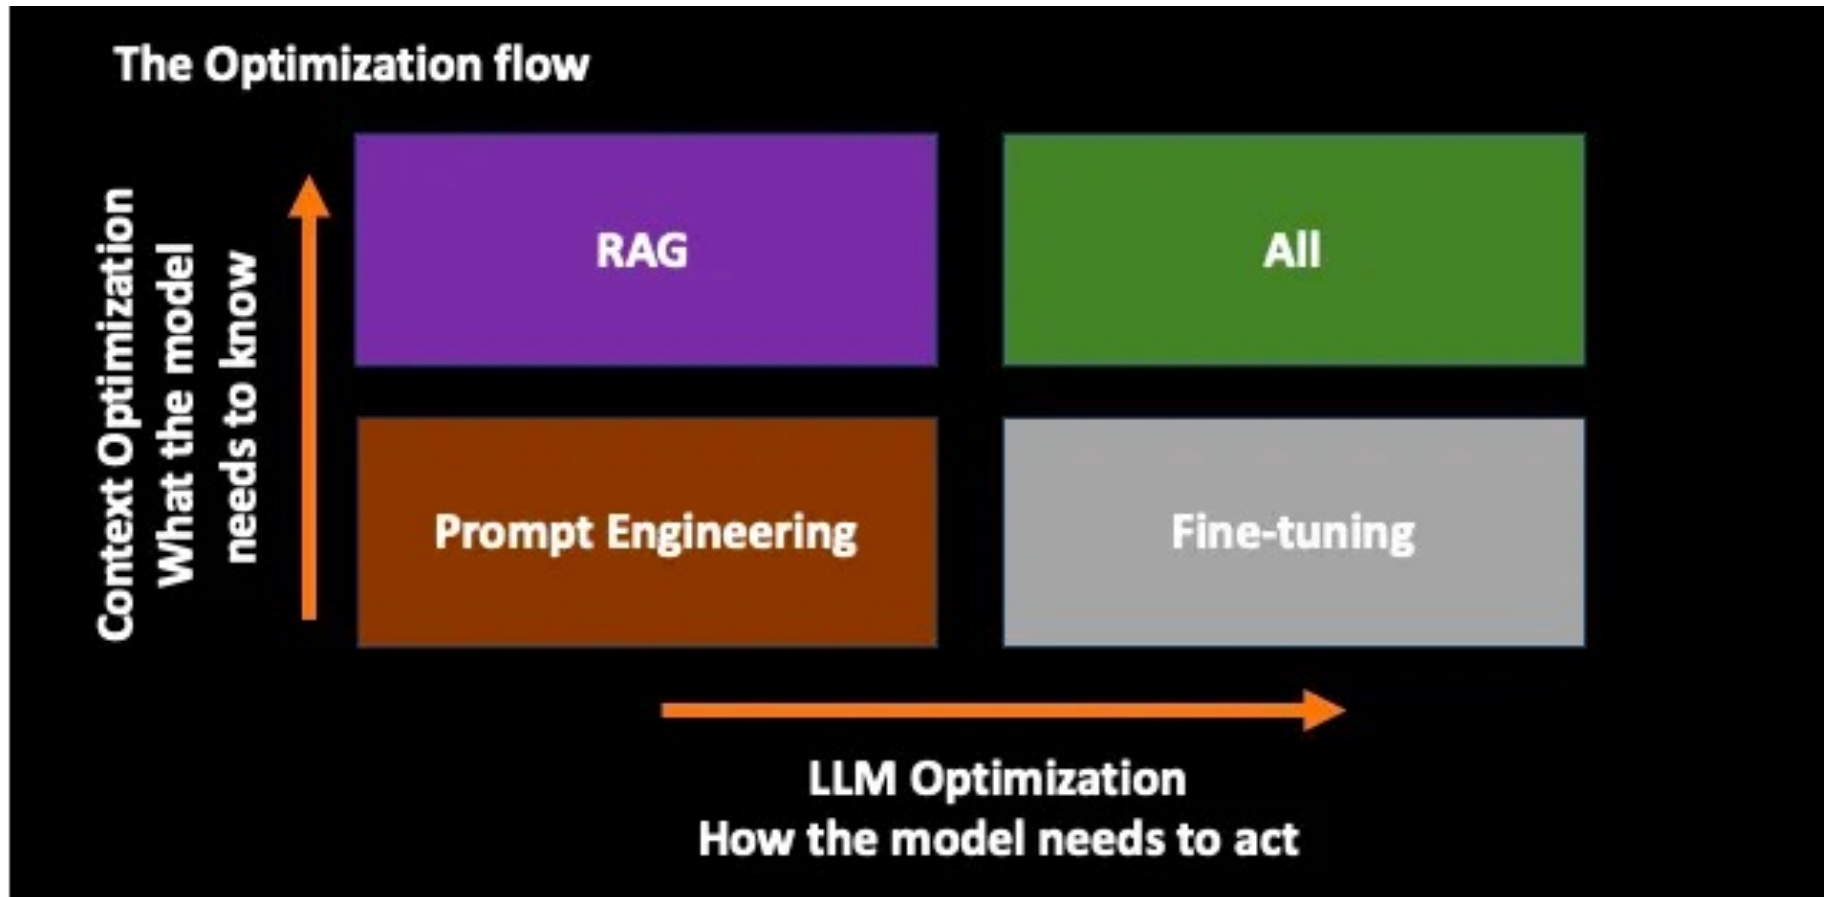 The Optimization flow
Context Optimization
What the model
needs to know
RAG
All
Prompt Engineering
Fine-tuning
LLM Optimization
How the model needs to act